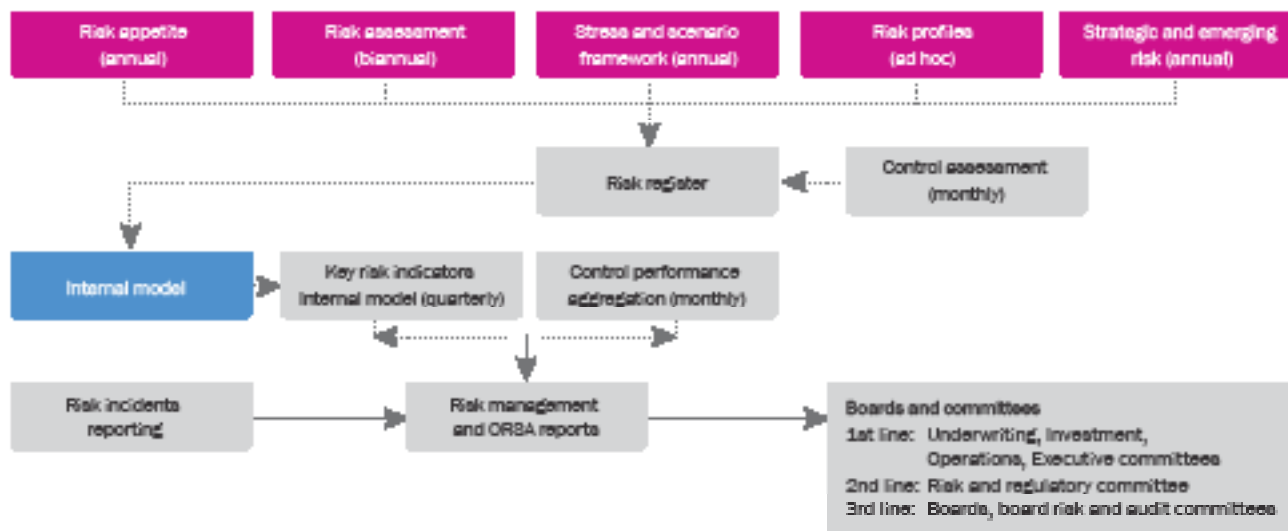 Risk appetite
(annual)
Risk assessment
(biannual)
Stress and scenario
framework (annual)
Risk profiles
(ad hoc)
Strategic and emerging
risk (annual)
Risk register
Control assessment
(monthly)
Internal model
Key risk indicators
Internal model (quarterly)
Control performance
aggregation (monthly)
Risk incidents
reporting
Risk management
and ORSA reports
Boards and committees
1st line: Underwriting, Investment,
Operations, Executive committees
2nd line: Risk and regulatory committee
3rd line: Boards, board risk and audit committees